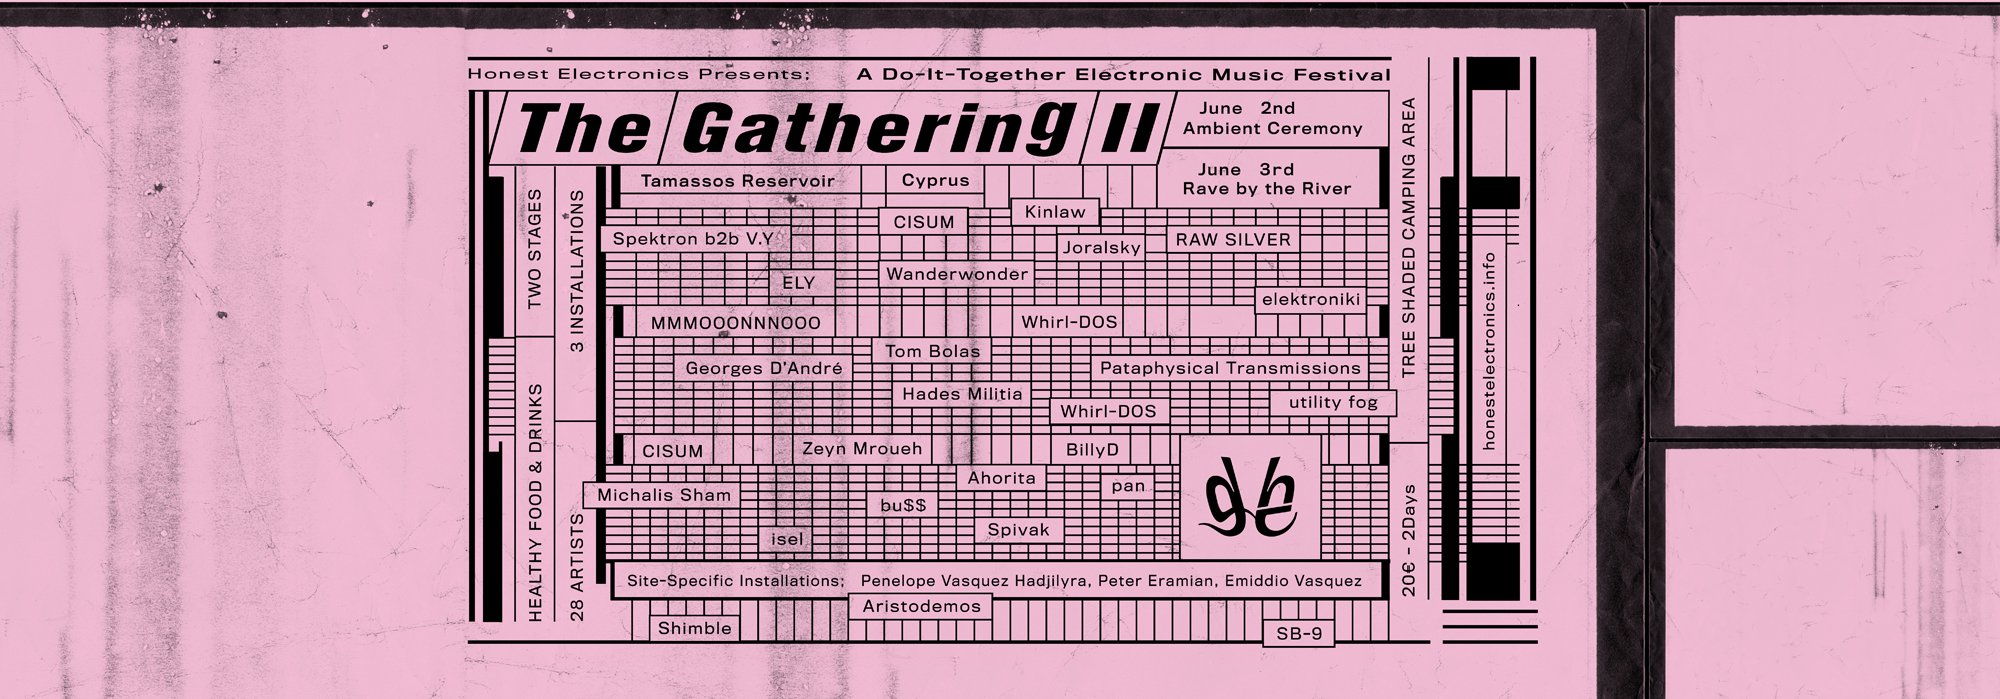 Honest Electronics Presents; A Do-It-Together Electronic Music Festival
The Gathering II
June 2nd
Ambient Ceremony
June 3rd
Rave by the River
Tamassos Reservoir Cyprus
TWO STAGES
3 INSTALLATIONS
HEALTHY FOOD & DRINKS
28 ARTISTS
Kinlaw
CISUM
Spektron b2b V.Y
Joralsky
RAW SILVER
Wanderwonder
ELY
elektroniki
MMMOOONNNOOO
Whirl-DOS
Tom Bolas
Georges D'André
Pataphysical Transmissions
Hades Militia
utility fog
Whirl-DOS
CISUM
Zeyn Mroueh
BillyD
Ahorita
pan
Michalis Sham
bu$$
Spivak
isel
Site-Specific Installations; Penelope Vasquez Hadjilyra, Peter Eramian, Emiddio Vasquez
Aristodemos
Shimble
SB-9
TREE SHADED CAMPING AREA
20€ - 2Days
honestelectronics.info